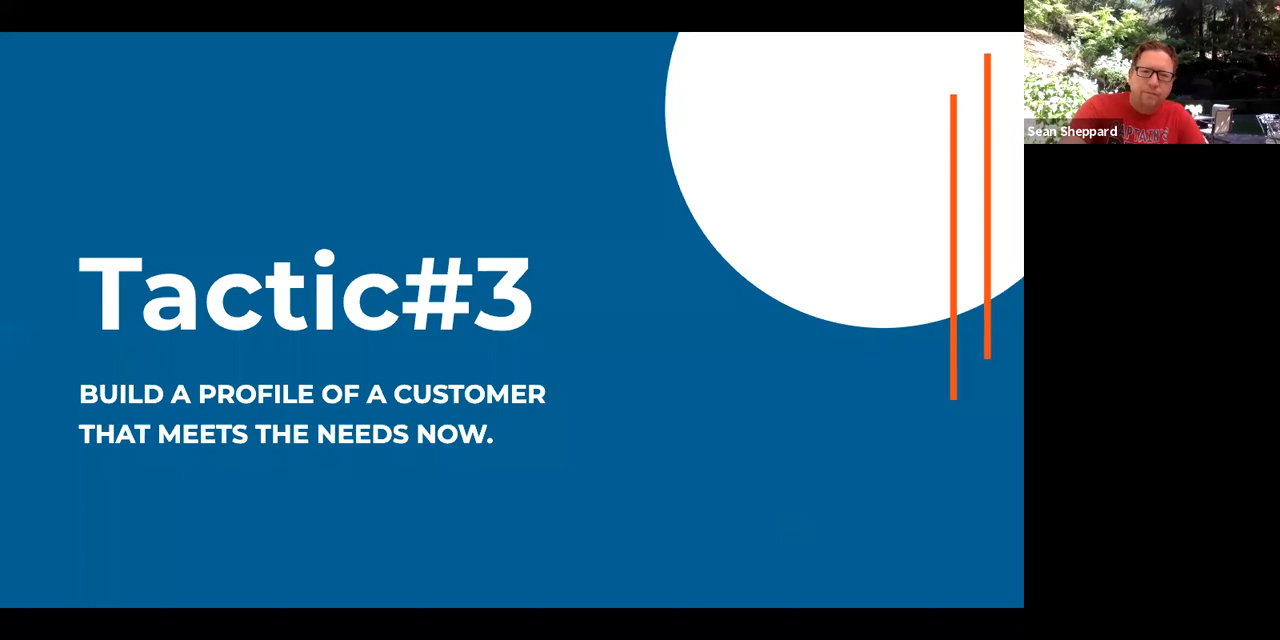 Tactic#3
BUILD A PROFILE OF A CUSTOMER
THAT MEETS THE NEEDS NOW.
Sean Sheppard